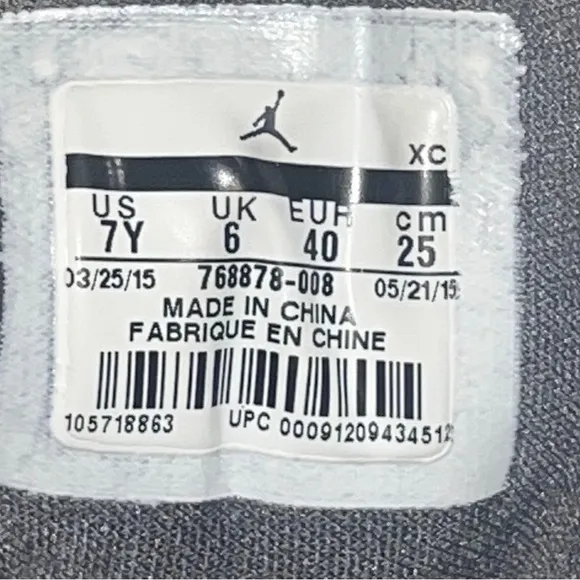 XC
US UK EUR cm
7Y 6 40 25
03/25/15 768878-008 05/21/15
MADE IN CHINA
FABRIQUE EN CHINE
105718863 UPC 00091209434512